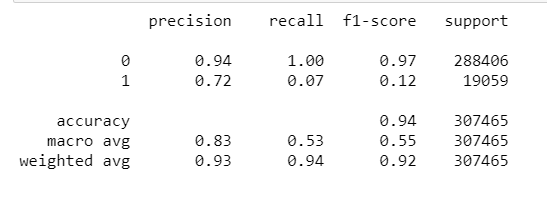 precision recall f1-score support
0 0.94 1.00 0.97 288406
1 0.72 0.07 0.12 19059
accuracy 0.94 307465
macro avg 0.83 0.53 0.55 307465
weighted avg 0.93 0.94 0.92 307465